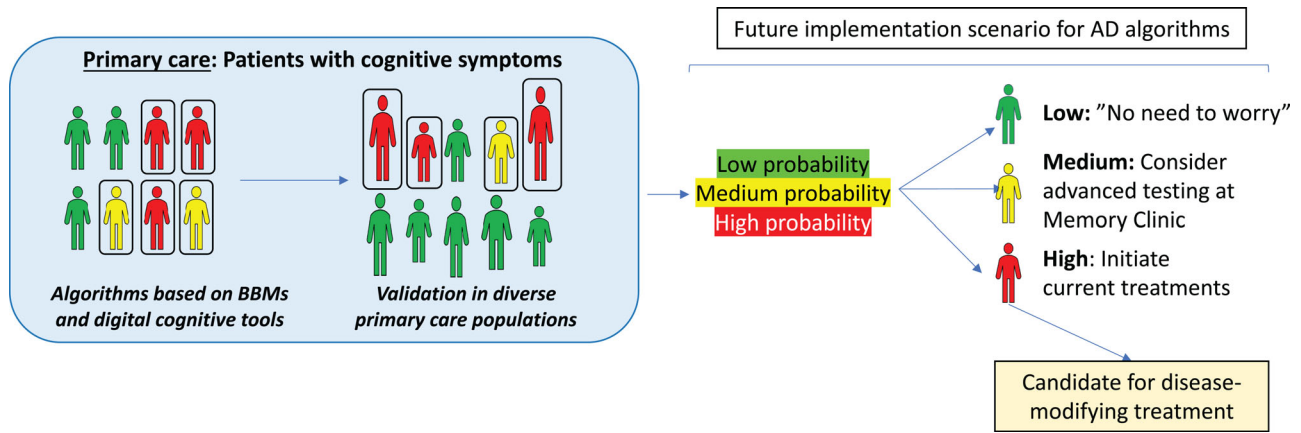 Primary care: Patients with cognitive symptoms
Algorithms based on BBMs
and digital cognitive tools
Validation in diverse
primary care populations
Future implementation scenario for AD algorithms
Low probability
Medium probability
High probability
Low: ”No need to worry”
Medium: Consider
advanced testing at
Memory Clinic
High: Initiate
current treatments
Candidate for disease-
modifying treatment